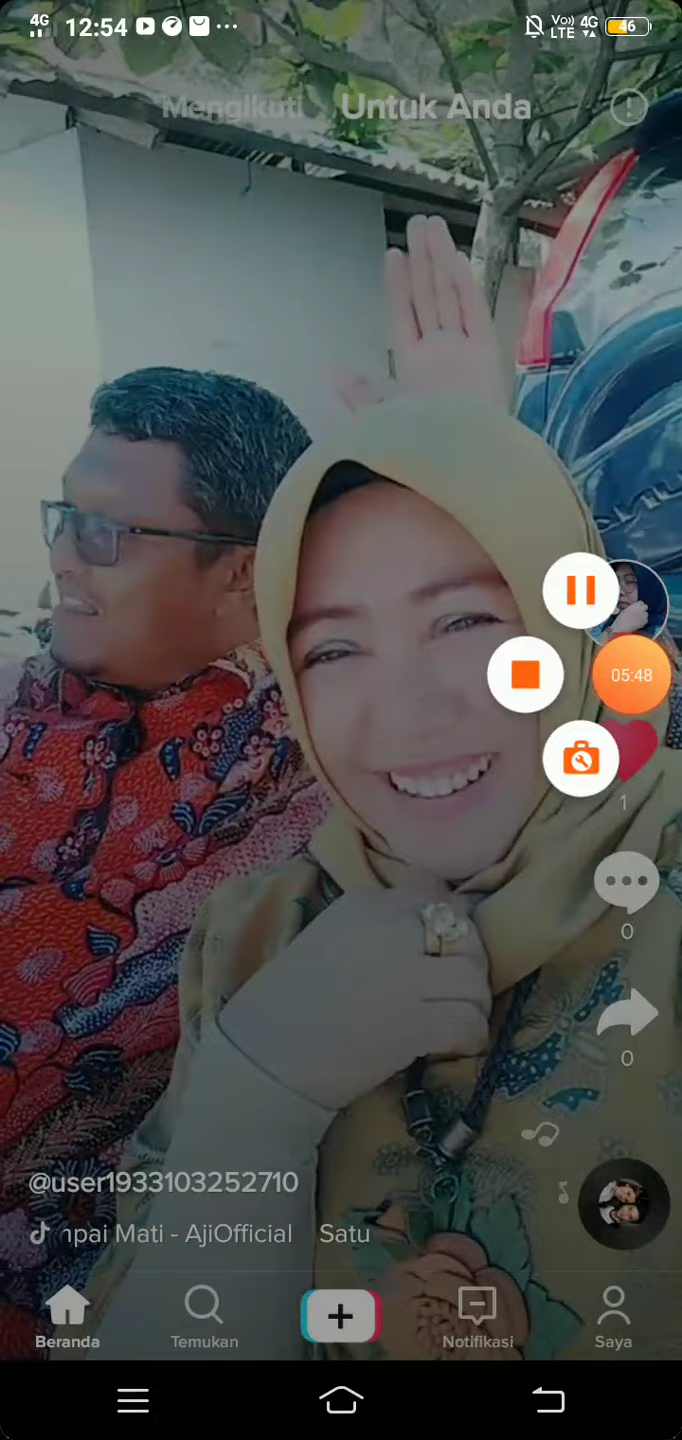 4G 12:54 Vo)) LTE 4G 46
Mengikuti Untuk Anda
05:48
1
0
0
@user1933103252710
npai Mati - AjiOfficial Satu
Beranda Temukan Notifikasi Saya